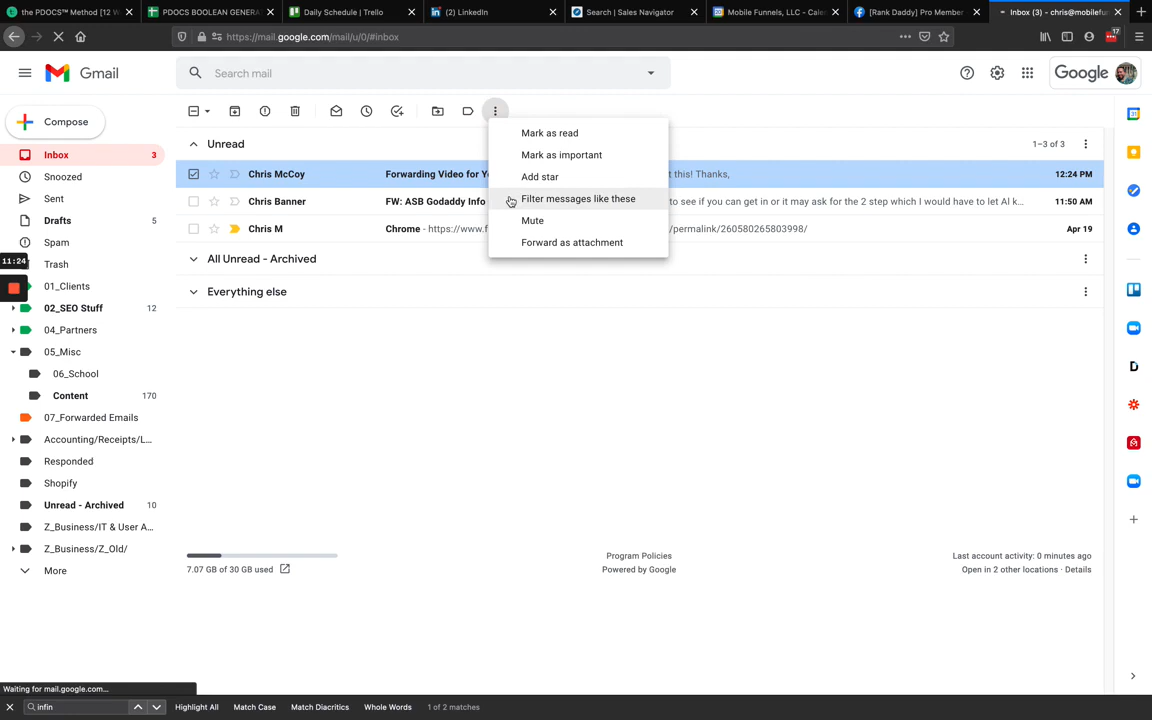 the PDOCS™ Method [12 W
PDOCS BOOLEAN GENERA
Daily Schedule | Trello
(2) LinkedIn
Search | Sales Navigator
Mobile Funnels, LLC - Cale
[Rank Daddy] Pro Member
Inbox (3) - chris@mobilefu
https://mail.google.com/mail/u/0/#inbox
17
Gmail
Search mail
Google
Compose
Mark as read
Unread
1–3 of 3
Inbox 3
Mark as important
Chris McCoy Forwarding Video for Y t this! Thanks, 12:24 PM
Snoozed
Add star
Sent
Filter messages like these
Chris Banner FW: ASB Godaddy Info to see if you can get in or it may ask for the 2 step which I would have to let Al k... 11:50 AM
Drafts 5
Mute
Chris M Chrome - https://www.f /permalink/260580265803998/ Apr 19
Spam
Forward as attachment
11:24
Trash
All Unread - Archived
01_Clients
Everything else
02_SEO Stuff 12
04_Partners
05_Misc
06_School
Content 170
07_Forwarded Emails
Accounting/Receipts/L...
Responded
Shopify
Unread - Archived 10
Z_Business/IT & User A...
Z_Business/Z_Old/
More
7.07 GB of 30 GB used
Program Policies
Powered by Google
Last account activity: 0 minutes ago
Open in 2 other locations · Details
Waiting for mail.google.com...
infin
Highlight All Match Case Match Diacritics Whole Words 1 of 2 matches